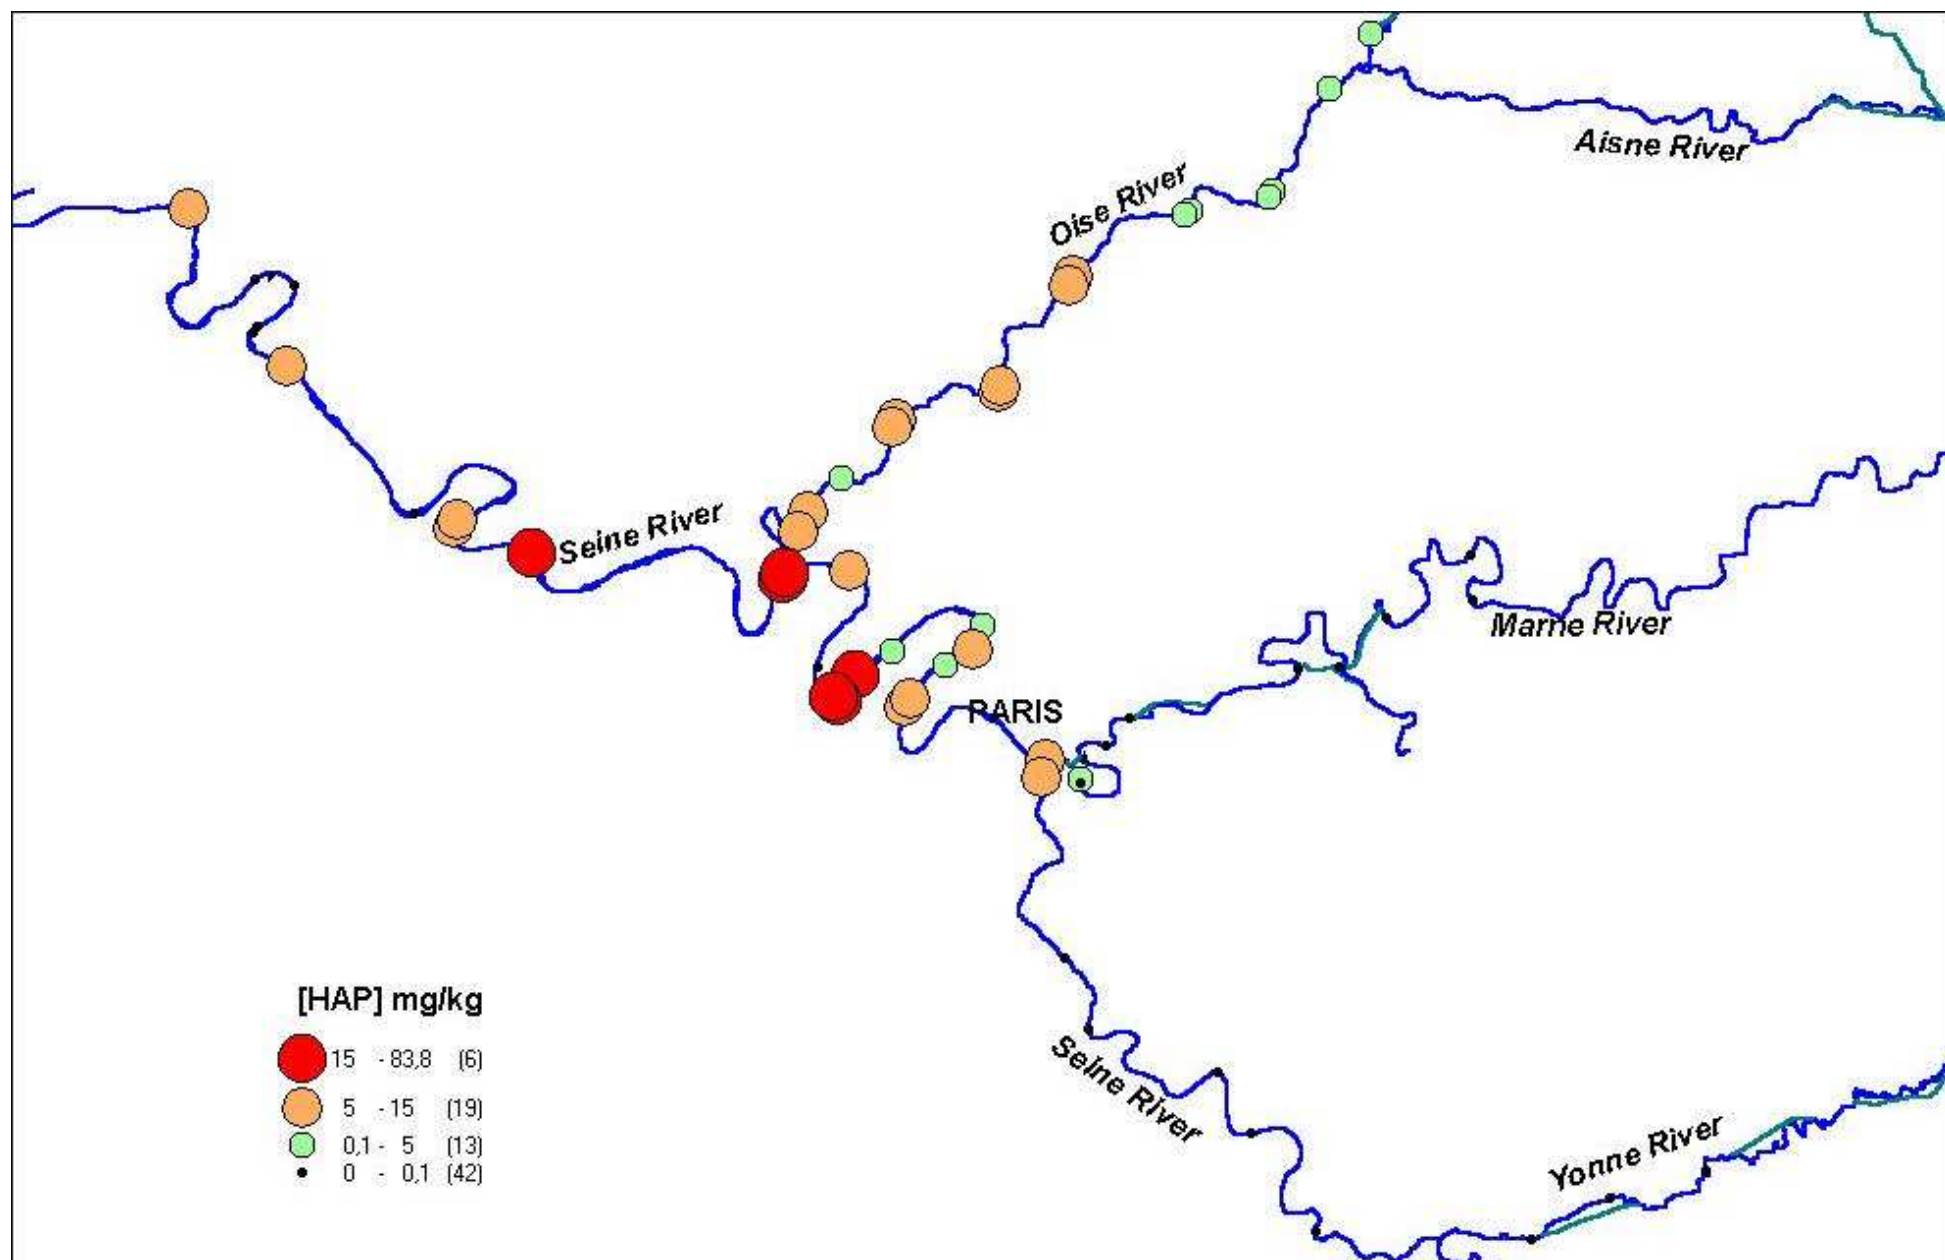 Aisne River
Oise River
Seine River
Marne River
PARIS
[HAP] mg/kg
15 - 83,8 (6)
5 - 15 (19)
0,1 - 5 (13)
0 - 0,1 (42)
Seine River
Yonne River